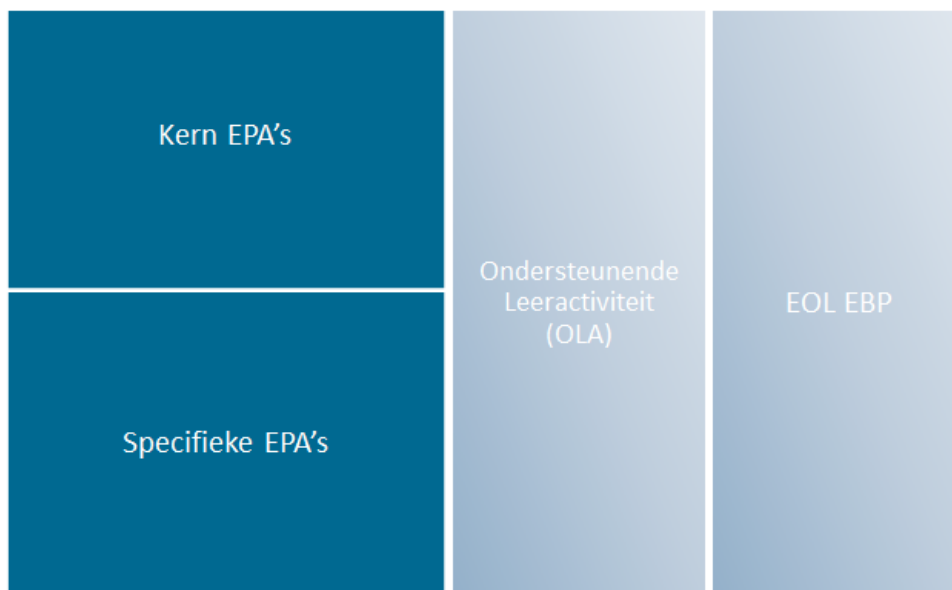 Kern EPA's
Specifieke EPA's
Ondersteunende
Leeractiviteit
(OLA)
EOL EBP